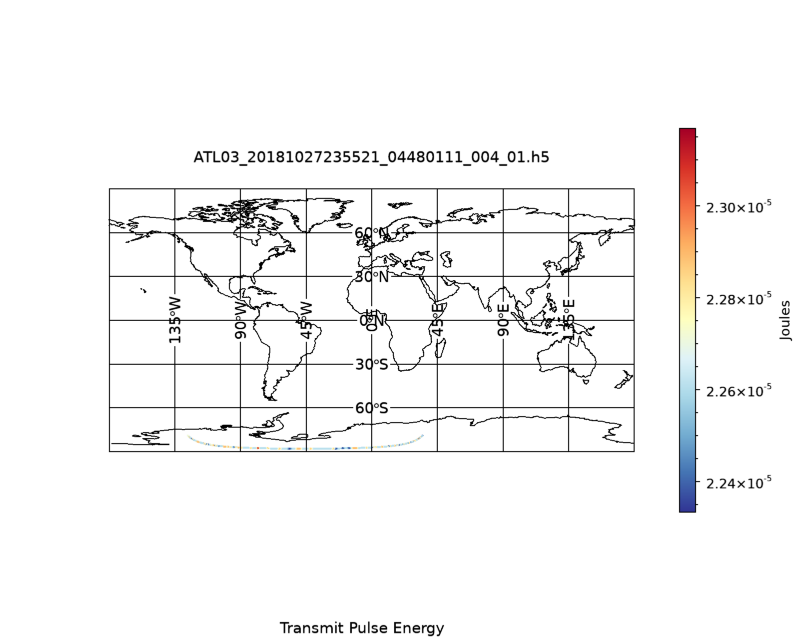 ATL03_20181027235521_04480111_004_01.h5
60°N
30°N
135°W
90°W
45°W
0°E
0°N
45°E
90°E
135°E
30°S
60°S
2.30×10⁻⁵
2.28×10⁻⁵
2.26×10⁻⁵
2.24×10⁻⁵
Joules
Transmit Pulse Energy